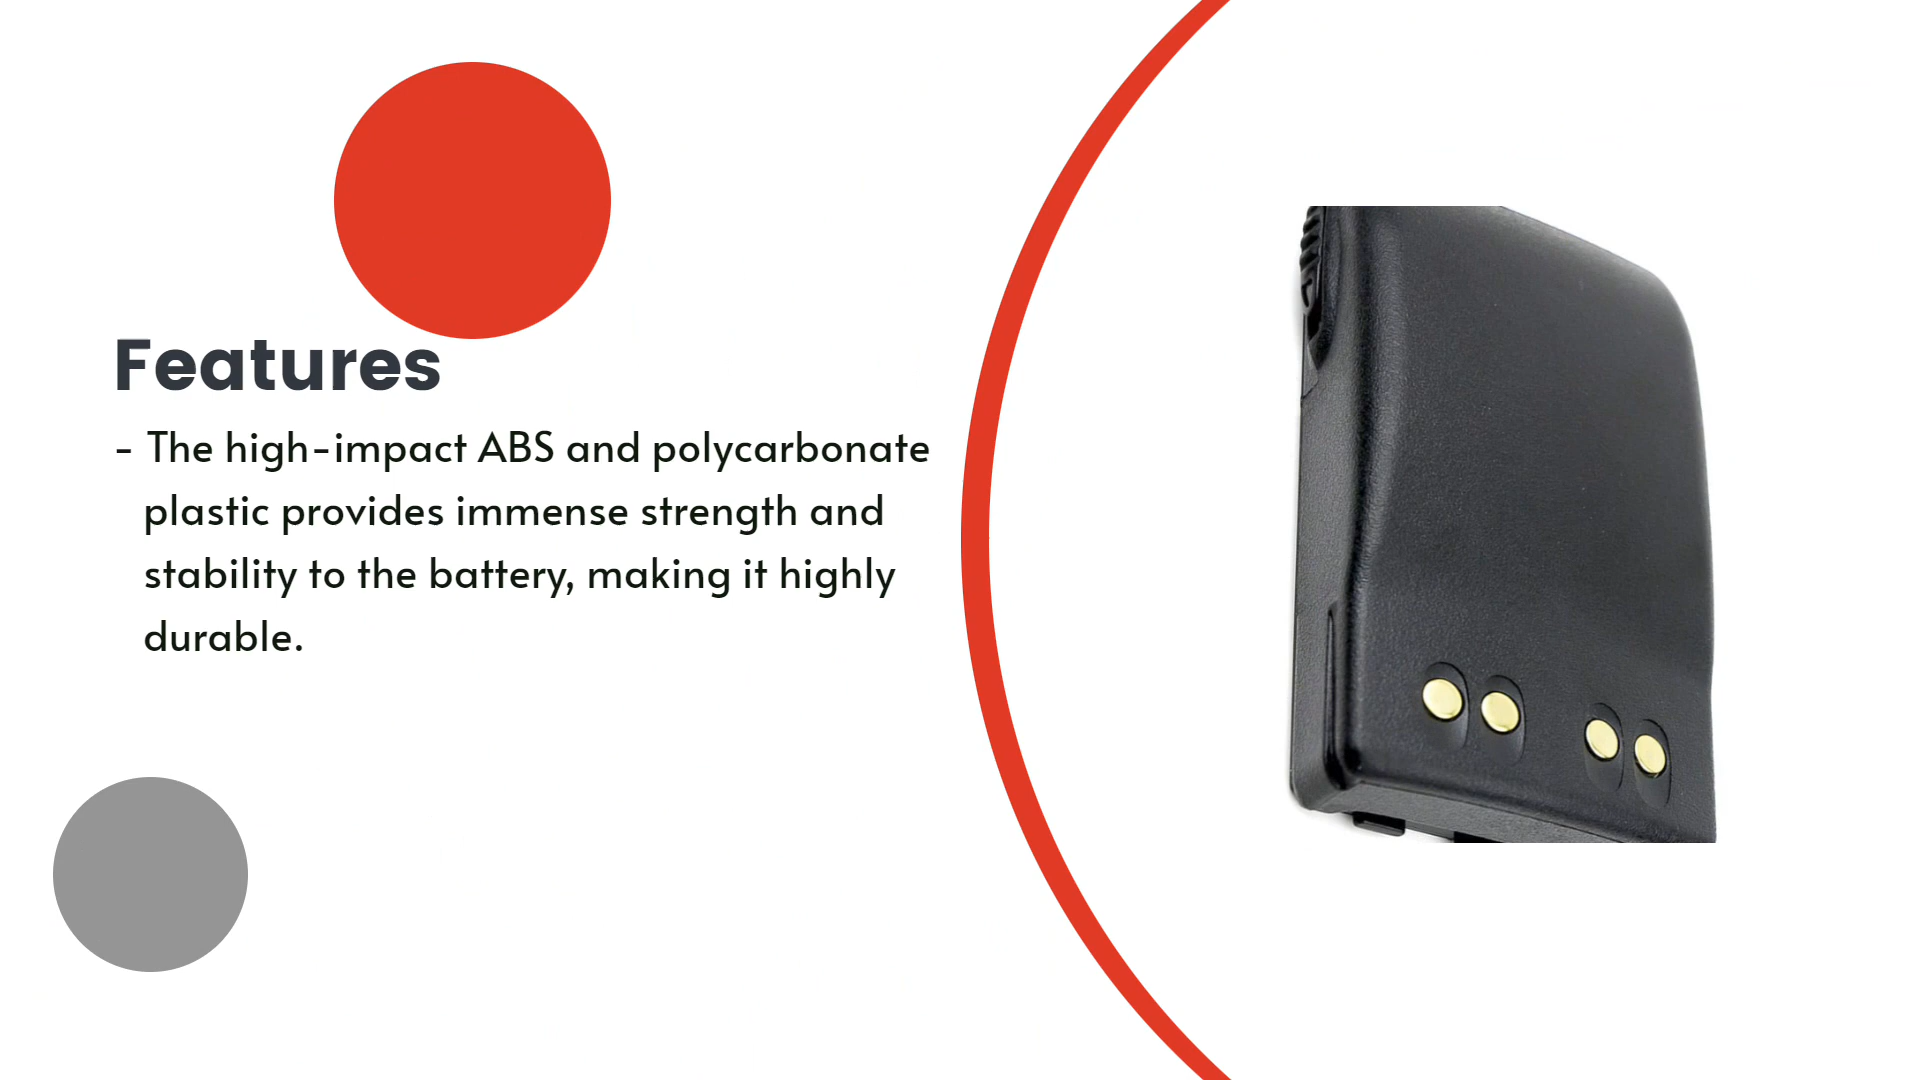 Features
- The high-impact ABS and polycarbonate
plastic provides immense strength and
stability to the battery, making it highly
durable.